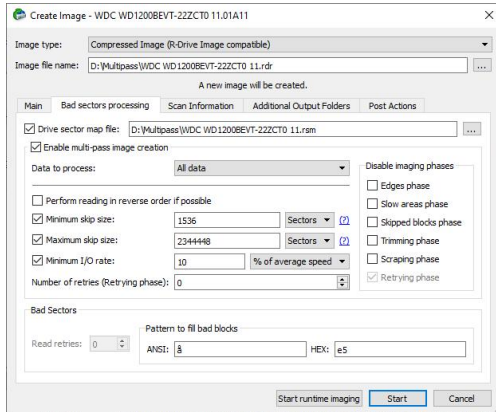 Create Image - WDC WD1200BEVT-22ZCT0 11.01A11
Image type: Compressed Image (R-Drive Image compatible)
Image file name: D:\Multipass\WDC WD1200BEVT-22ZCT0 11.rdr ...
A new image will be created.
Main Bad sectors processing Scan Information Additional Output Folders Post Actions
Drive sector map file: D:\Multipass\WDC WD1200BEVT-22ZCT0 11.rsm ...
Enable multi-pass image creation
Data to process: All data
Disable imaging phases
Edges phase
Perform reading in reverse order if possible
Slow areas phase
Minimum skip size: 1536 Sectors (?)
Skipped blocks phase
Maximum skip size: 2344448 Sectors (?)
Trimming phase
Minimum I/O rate: 10 % of average speed
Scraping phase
Number of retries (Retrying phase): 0
Retrying phase
Bad Sectors
Pattern to fill bad blocks
Read retries: 0
ANSI: å HEX: e5
Start runtime imaging Start Cancel